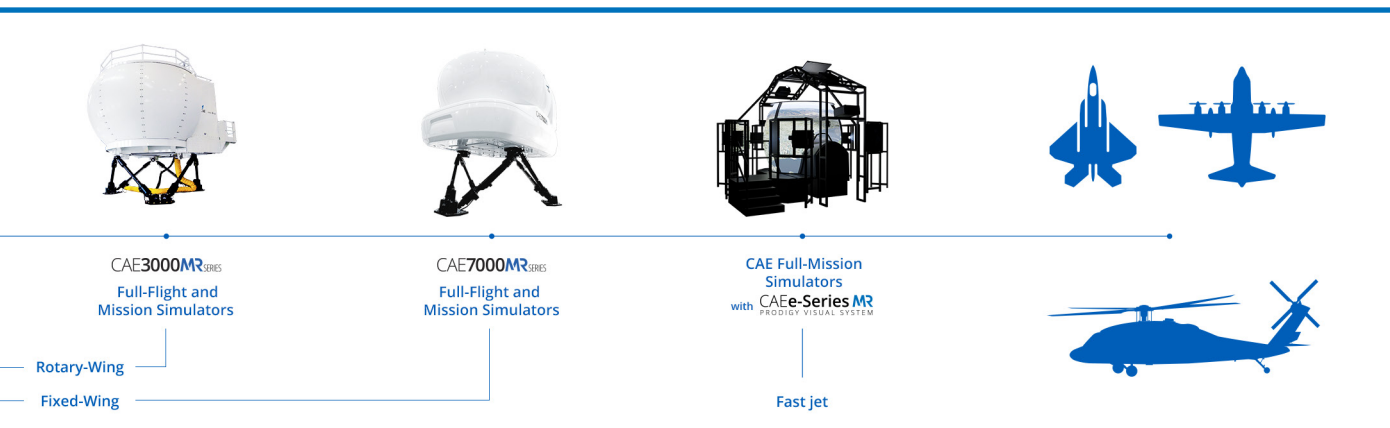 CAE3000MR SERIES
Full-Flight and
Mission Simulators
CAE7000MR SERIES
Full-Flight and
Mission Simulators
CAE Full-Mission
Simulators
with CAEe-Series MR
PRODIGY VISUAL SYSTEM
Rotary-Wing
Fixed-Wing
Fast jet